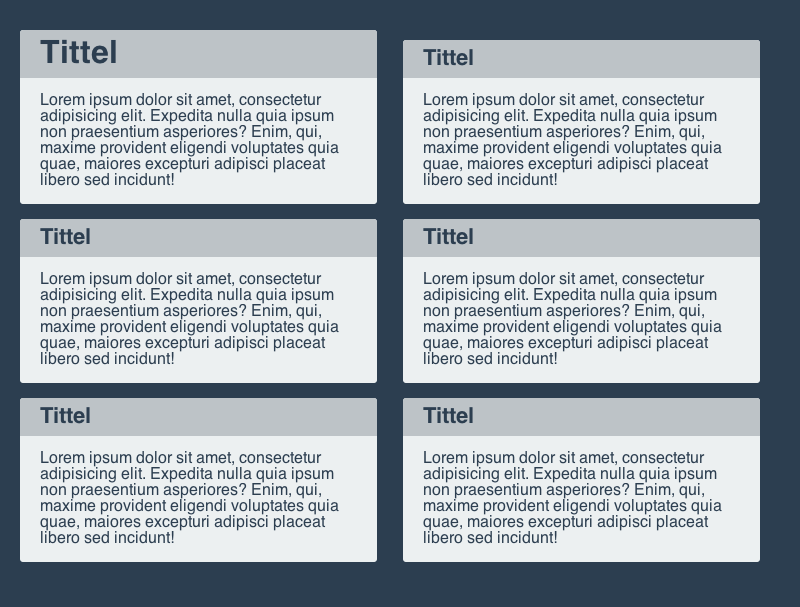 Tittel
Lorem ipsum dolor sit amet, consectetur
adipisicing elit. Expedita nulla quia ipsum
non praesentium asperiores? Enim, qui,
maxime provident eligendi voluptates quia
quae, maiores excepturi adipisci placeat
libero sed incidunt!
Tittel
Lorem ipsum dolor sit amet, consectetur
adipisicing elit. Expedita nulla quia ipsum
non praesentium asperiores? Enim, qui,
maxime provident eligendi voluptates quia
quae, maiores excepturi adipisci placeat
libero sed incidunt!
Tittel
Lorem ipsum dolor sit amet, consectetur
adipisicing elit. Expedita nulla quia ipsum
non praesentium asperiores? Enim, qui,
maxime provident eligendi voluptates quia
quae, maiores excepturi adipisci placeat
libero sed incidunt!
Tittel
Lorem ipsum dolor sit amet, consectetur
adipisicing elit. Expedita nulla quia ipsum
non praesentium asperiores? Enim, qui,
maxime provident eligendi voluptates quia
quae, maiores excepturi adipisci placeat
libero sed incidunt!
Tittel
Lorem ipsum dolor sit amet, consectetur
adipisicing elit. Expedita nulla quia ipsum
non praesentium asperiores? Enim, qui,
maxime provident eligendi voluptates quia
quae, maiores excepturi adipisci placeat
libero sed incidunt!
Tittel
Lorem ipsum dolor sit amet, consectetur
adipisicing elit. Expedita nulla quia ipsum
non praesentium asperiores? Enim, qui,
maxime provident eligendi voluptates quia
quae, maiores excepturi adipisci placeat
libero sed incidunt!